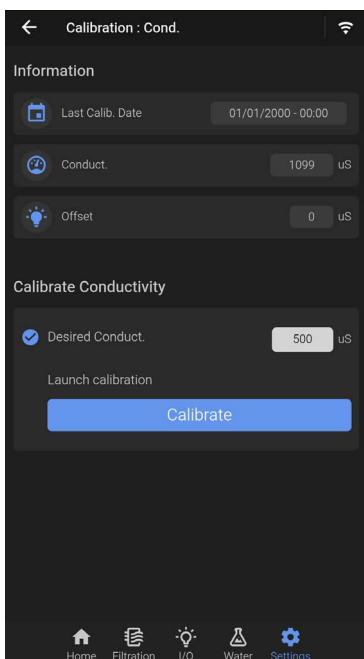 Calibration : Cond.
Information
Last Calib. Date 01/01/2000 - 00:00
Conduct. 1099 uS
Offset 0 uS
Calibrate Conductivity
Desired Conduct. 500 uS
Launch calibration
Calibrate
Home Filtration I/O Water Settings